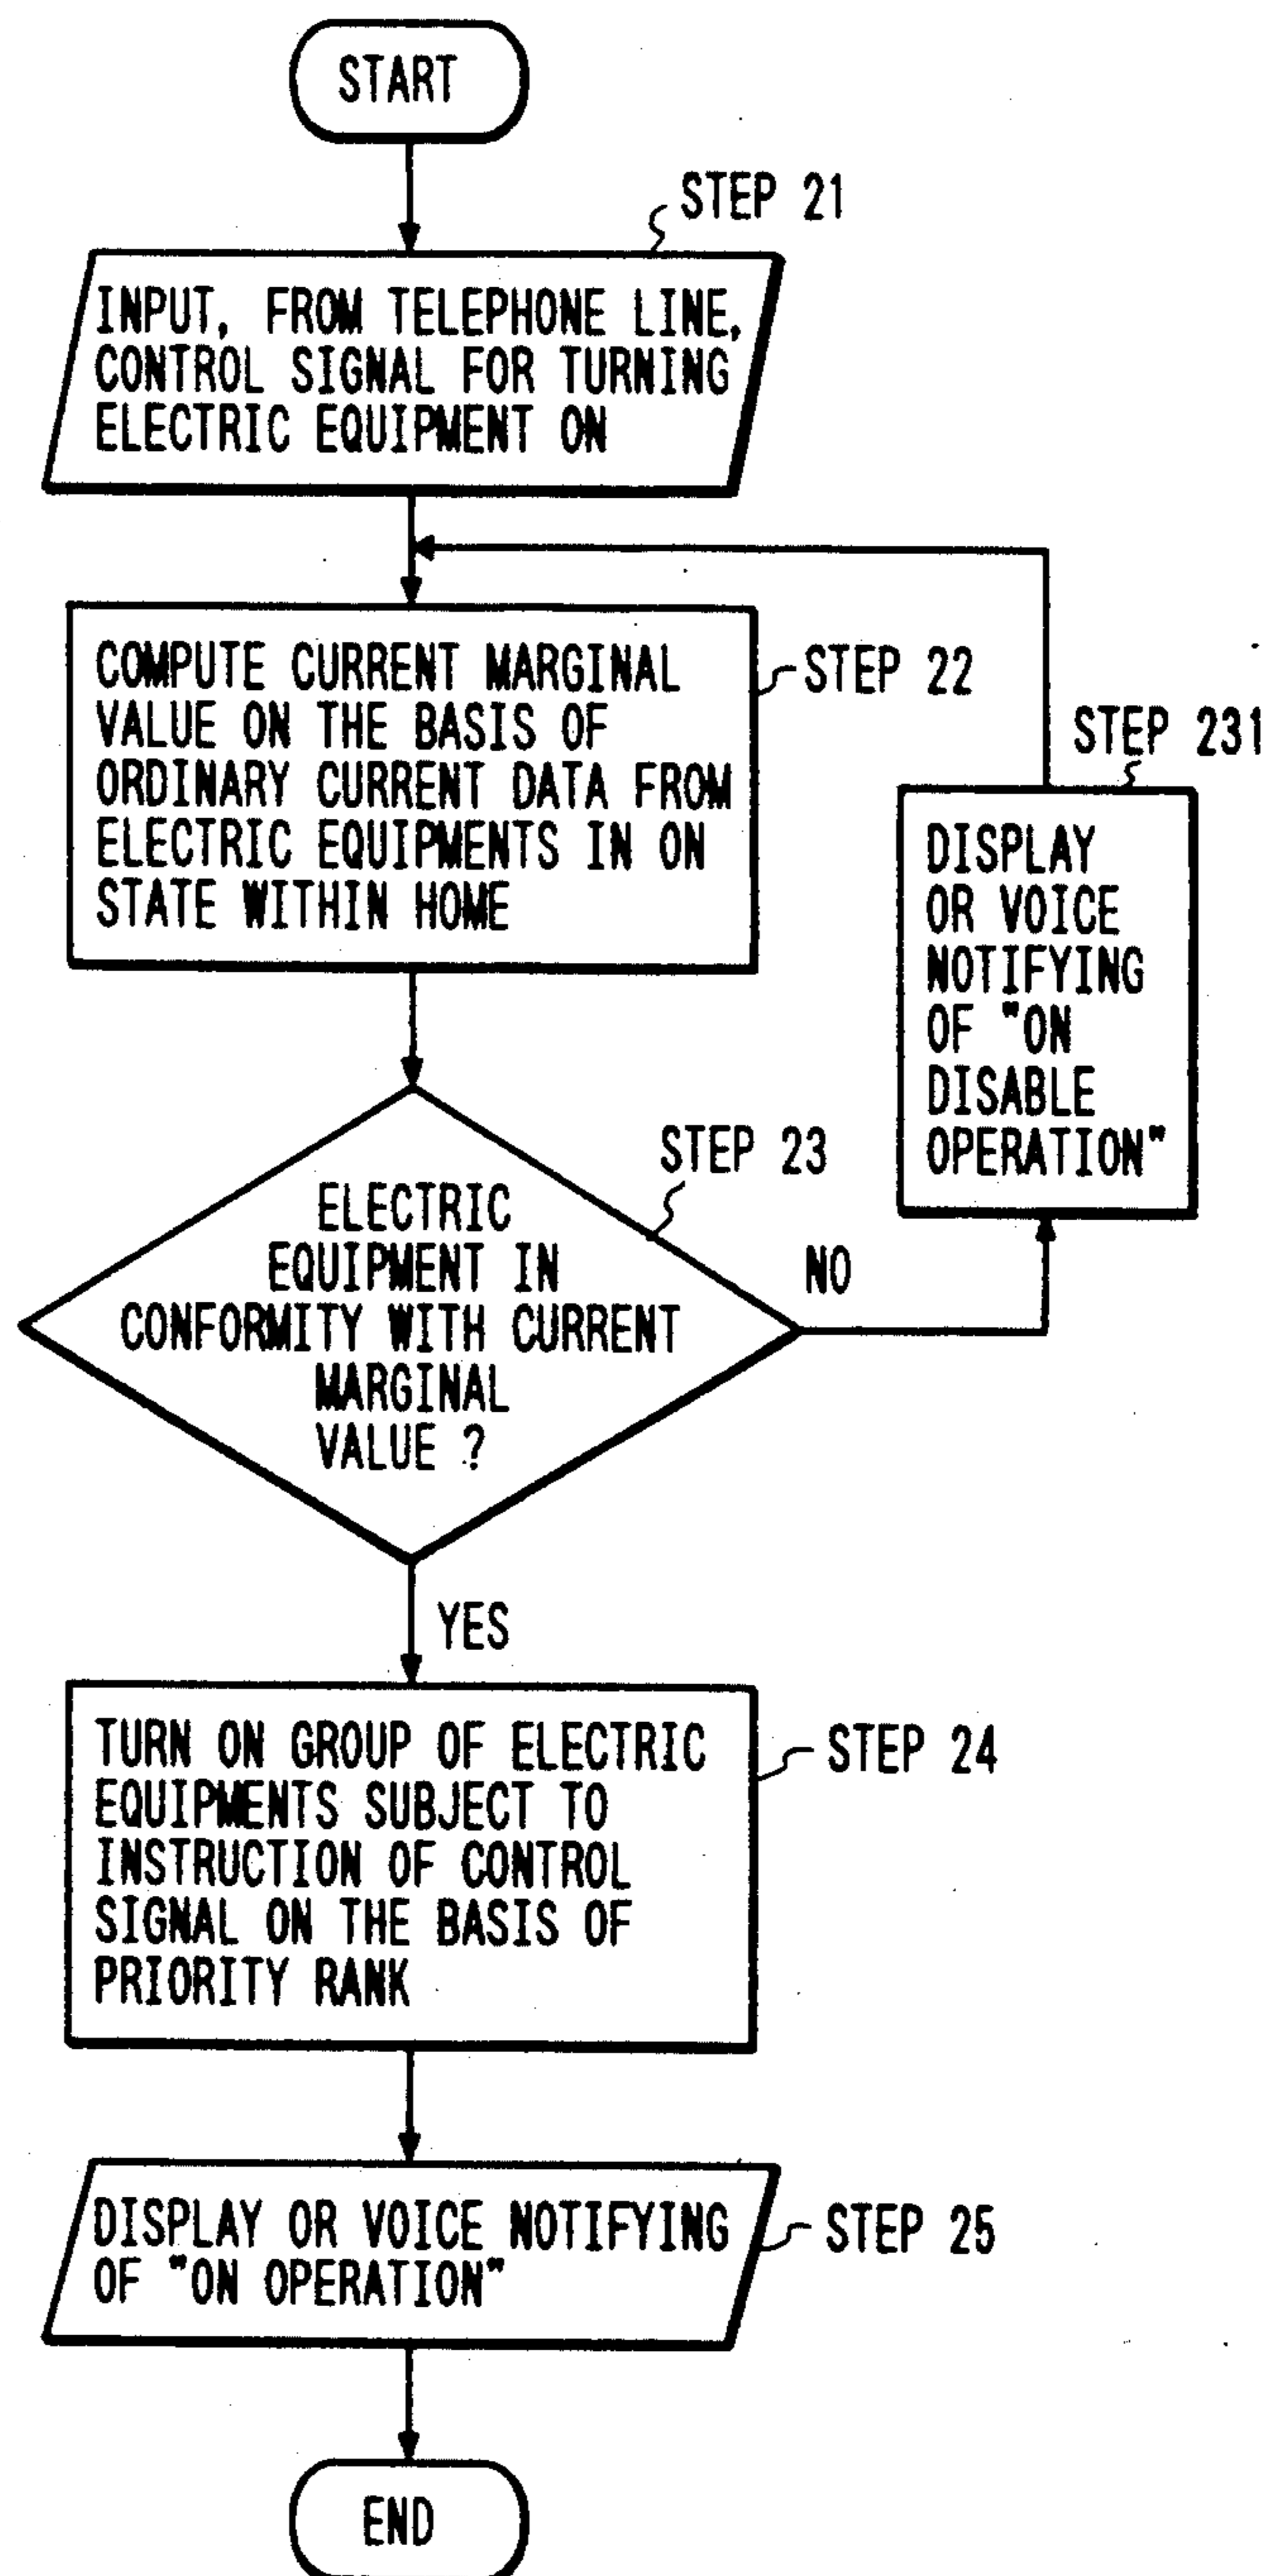 START
STEP 21
INPUT, FROM TELEPHONE LINE,
CONTROL SIGNAL FOR TURNING
ELECTRIC EQUIPMENT ON
COMPUTE CURRENT MARGINAL
VALUE ON THE BASIS OF
ORDINARY CURRENT DATA FROM
ELECTRIC EQUIPMENTS IN ON
STATE WITHIN HOME
STEP 22
STEP 231
DISPLAY
OR VOICE
NOTIFYING
OF "ON
DISABLE
OPERATION"
STEP 23
ELECTRIC
EQUIPMENT IN
CONFORMITY WITH CURRENT
MARGINAL
VALUE ?
NO
YES
TURN ON GROUP OF ELECTRIC
EQUIPMENTS SUBJECT TO
INSTRUCTION OF CONTROL
SIGNAL ON THE BASIS OF
PRIORITY RANK
STEP 24
DISPLAY OR VOICE NOTIFYING
OF "ON OPERATION"
STEP 25
END